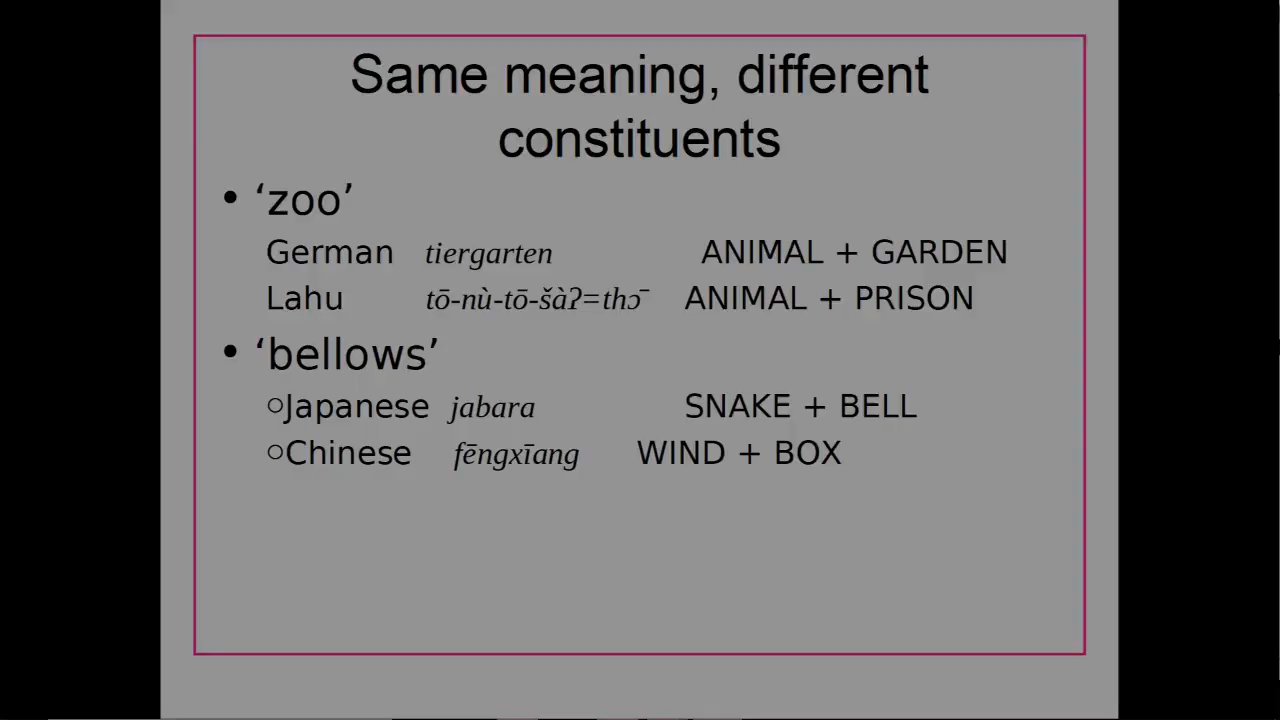 Same meaning, different
constituents
• ‘zoo’
German tiergarten ANIMAL + GARDEN
Lahu tō-nù-tō-šàʔ=thɔ̄ ANIMAL + PRISON
• ‘bellows’
○Japanese jabara SNAKE + BELL
○Chinese fēngxīang WIND + BOX